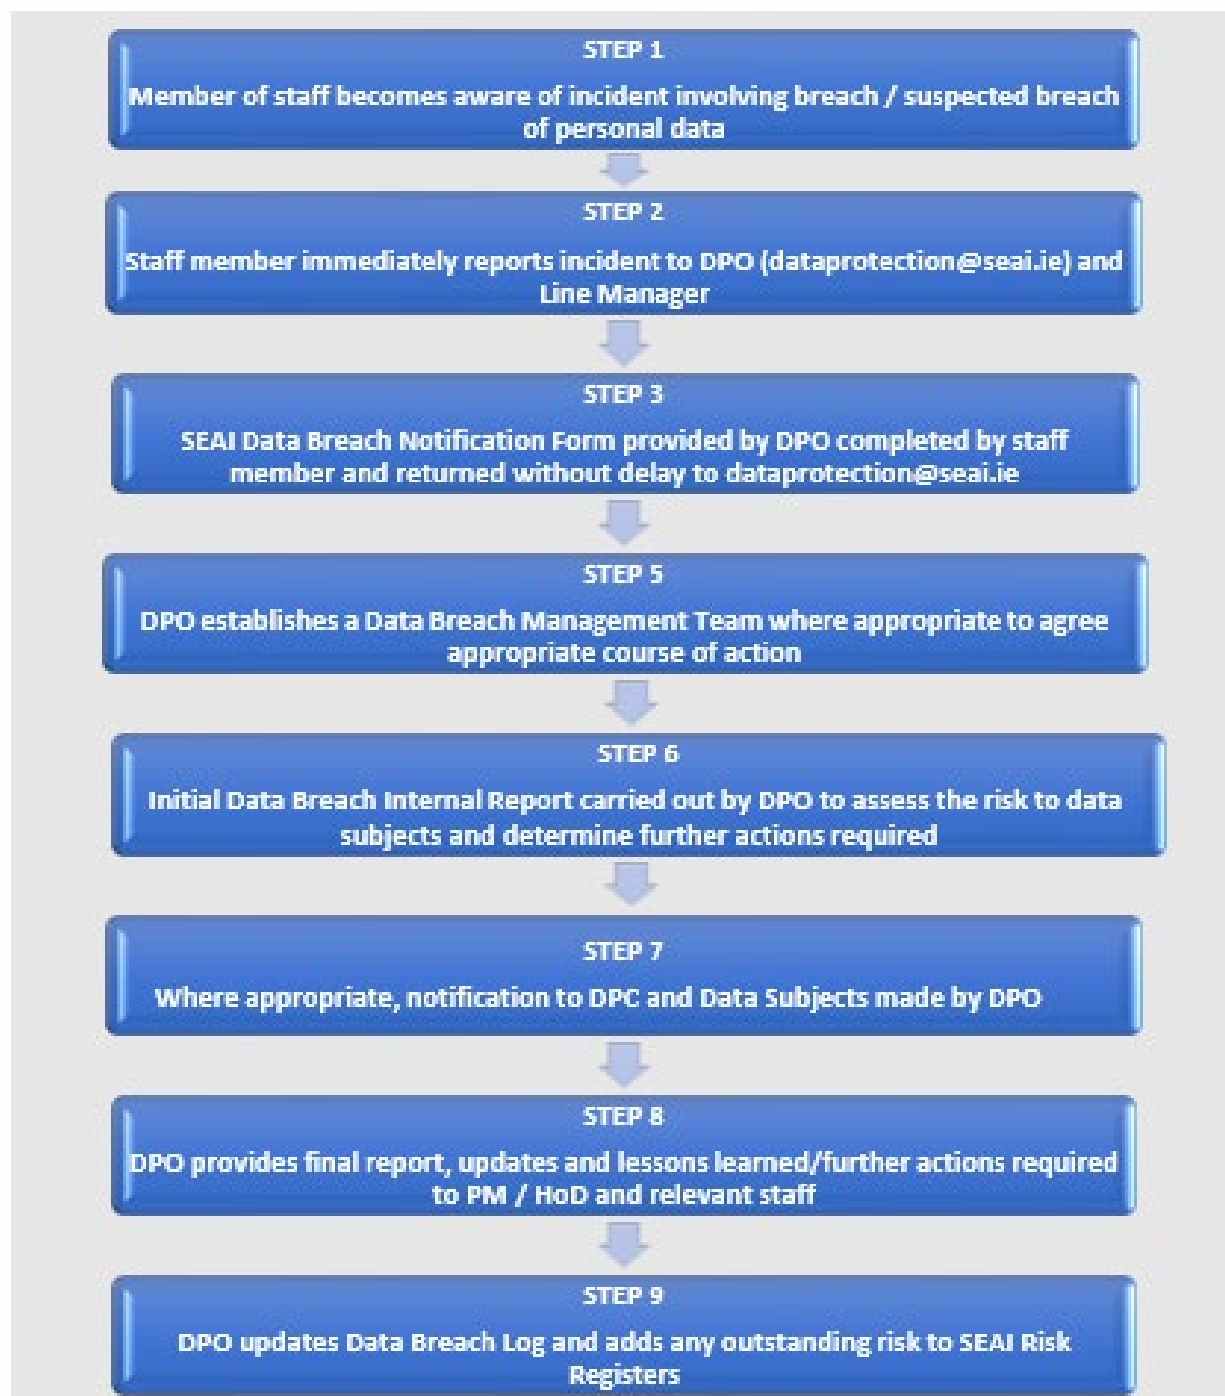 STEP 1
Member of staff becomes aware of incident involving breach / suspected breach
of personal data
STEP 2
Staff member immediately reports incident to DPO (dataprotection@seai.ie) and
Line Manager
STEP 3
SEAI Data Breach Notification Form provided by DPO completed by staff
member and returned without delay to dataprotection@seai.ie
STEP 5
DPO establishes a Data Breach Management Team where appropriate to agree
appropriate course of action
STEP 6
Initial Data Breach Internal Report carried out by DPO to assess the risk to data
subjects and determine further actions required
STEP 7
Where appropriate, notification to DPC and Data Subjects made by DPO
STEP 8
DPO provides final report, updates and lessons learned/further actions required
to PM / HoD and relevant staff
STEP 9
DPO updates Data Breach Log and adds any outstanding risk to SEAI Risk
Registers